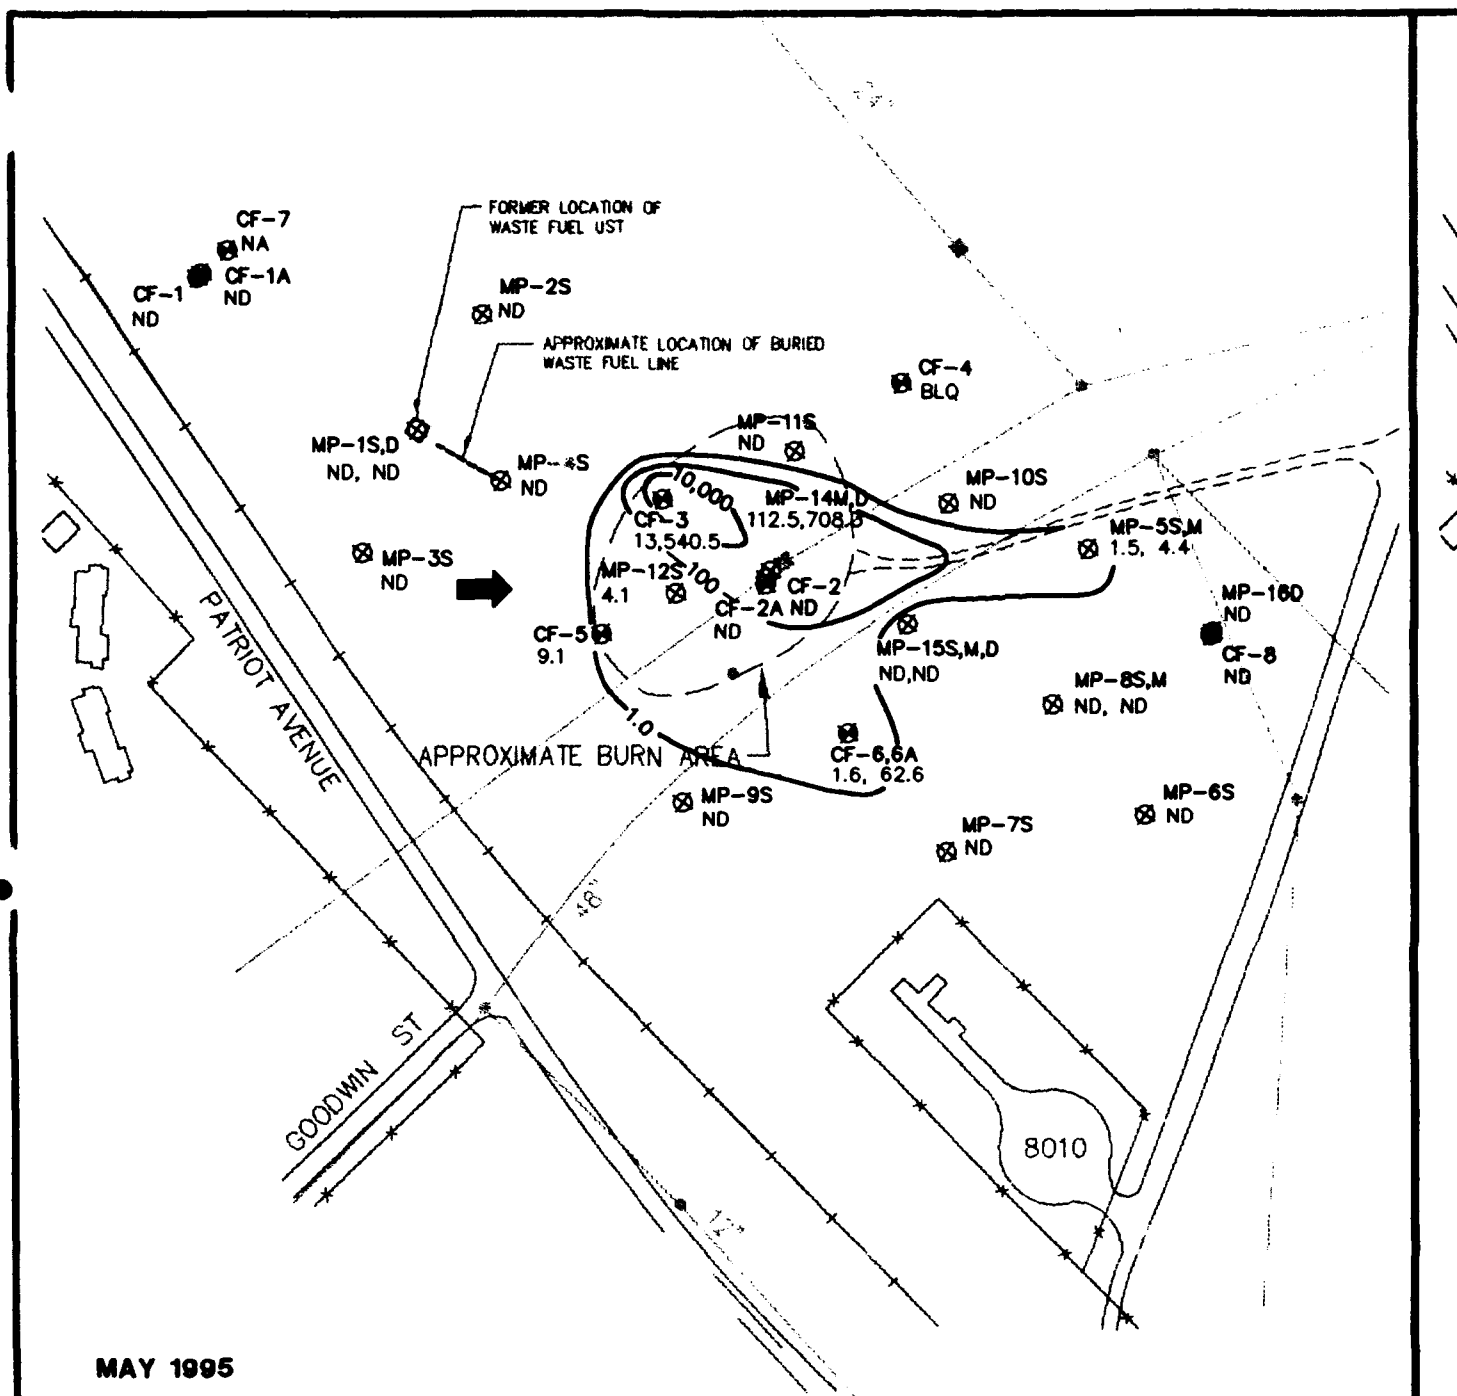 24"
FORMER LOCATION OF
WASTE FUEL UST
CF-7
NA
CF-1A
ND
CF-1
ND
MP-2S
ND
APPROXIMATE LOCATION OF BURIED
WASTE FUEL LINE
CF-4
BLQ
MP-11S
ND
MP-1S,D
ND, ND
MP-4S
ND
10,000
MP-14M,D
112.5,708.3
MP-10S
ND
CF-3
13,540.5
MP-5S,M
1.5, 4.4
MP-3S
ND
MP-12S
4.1
100
CF-2
ND
CF-2A
ND
MP-16D
ND
CF-8
ND
CF-5
9.1
MP-15S,M,D
ND,ND
MP-8S,M
ND, ND
PATRIOT AVENUE
1.0
APPROXIMATE BURN AREA
CF-6,6A
1.6, 62.6
MP-9S
ND
MP-7S
ND
MP-6S
ND
48"
GOODWIN ST
8010
12"
MAY 1995